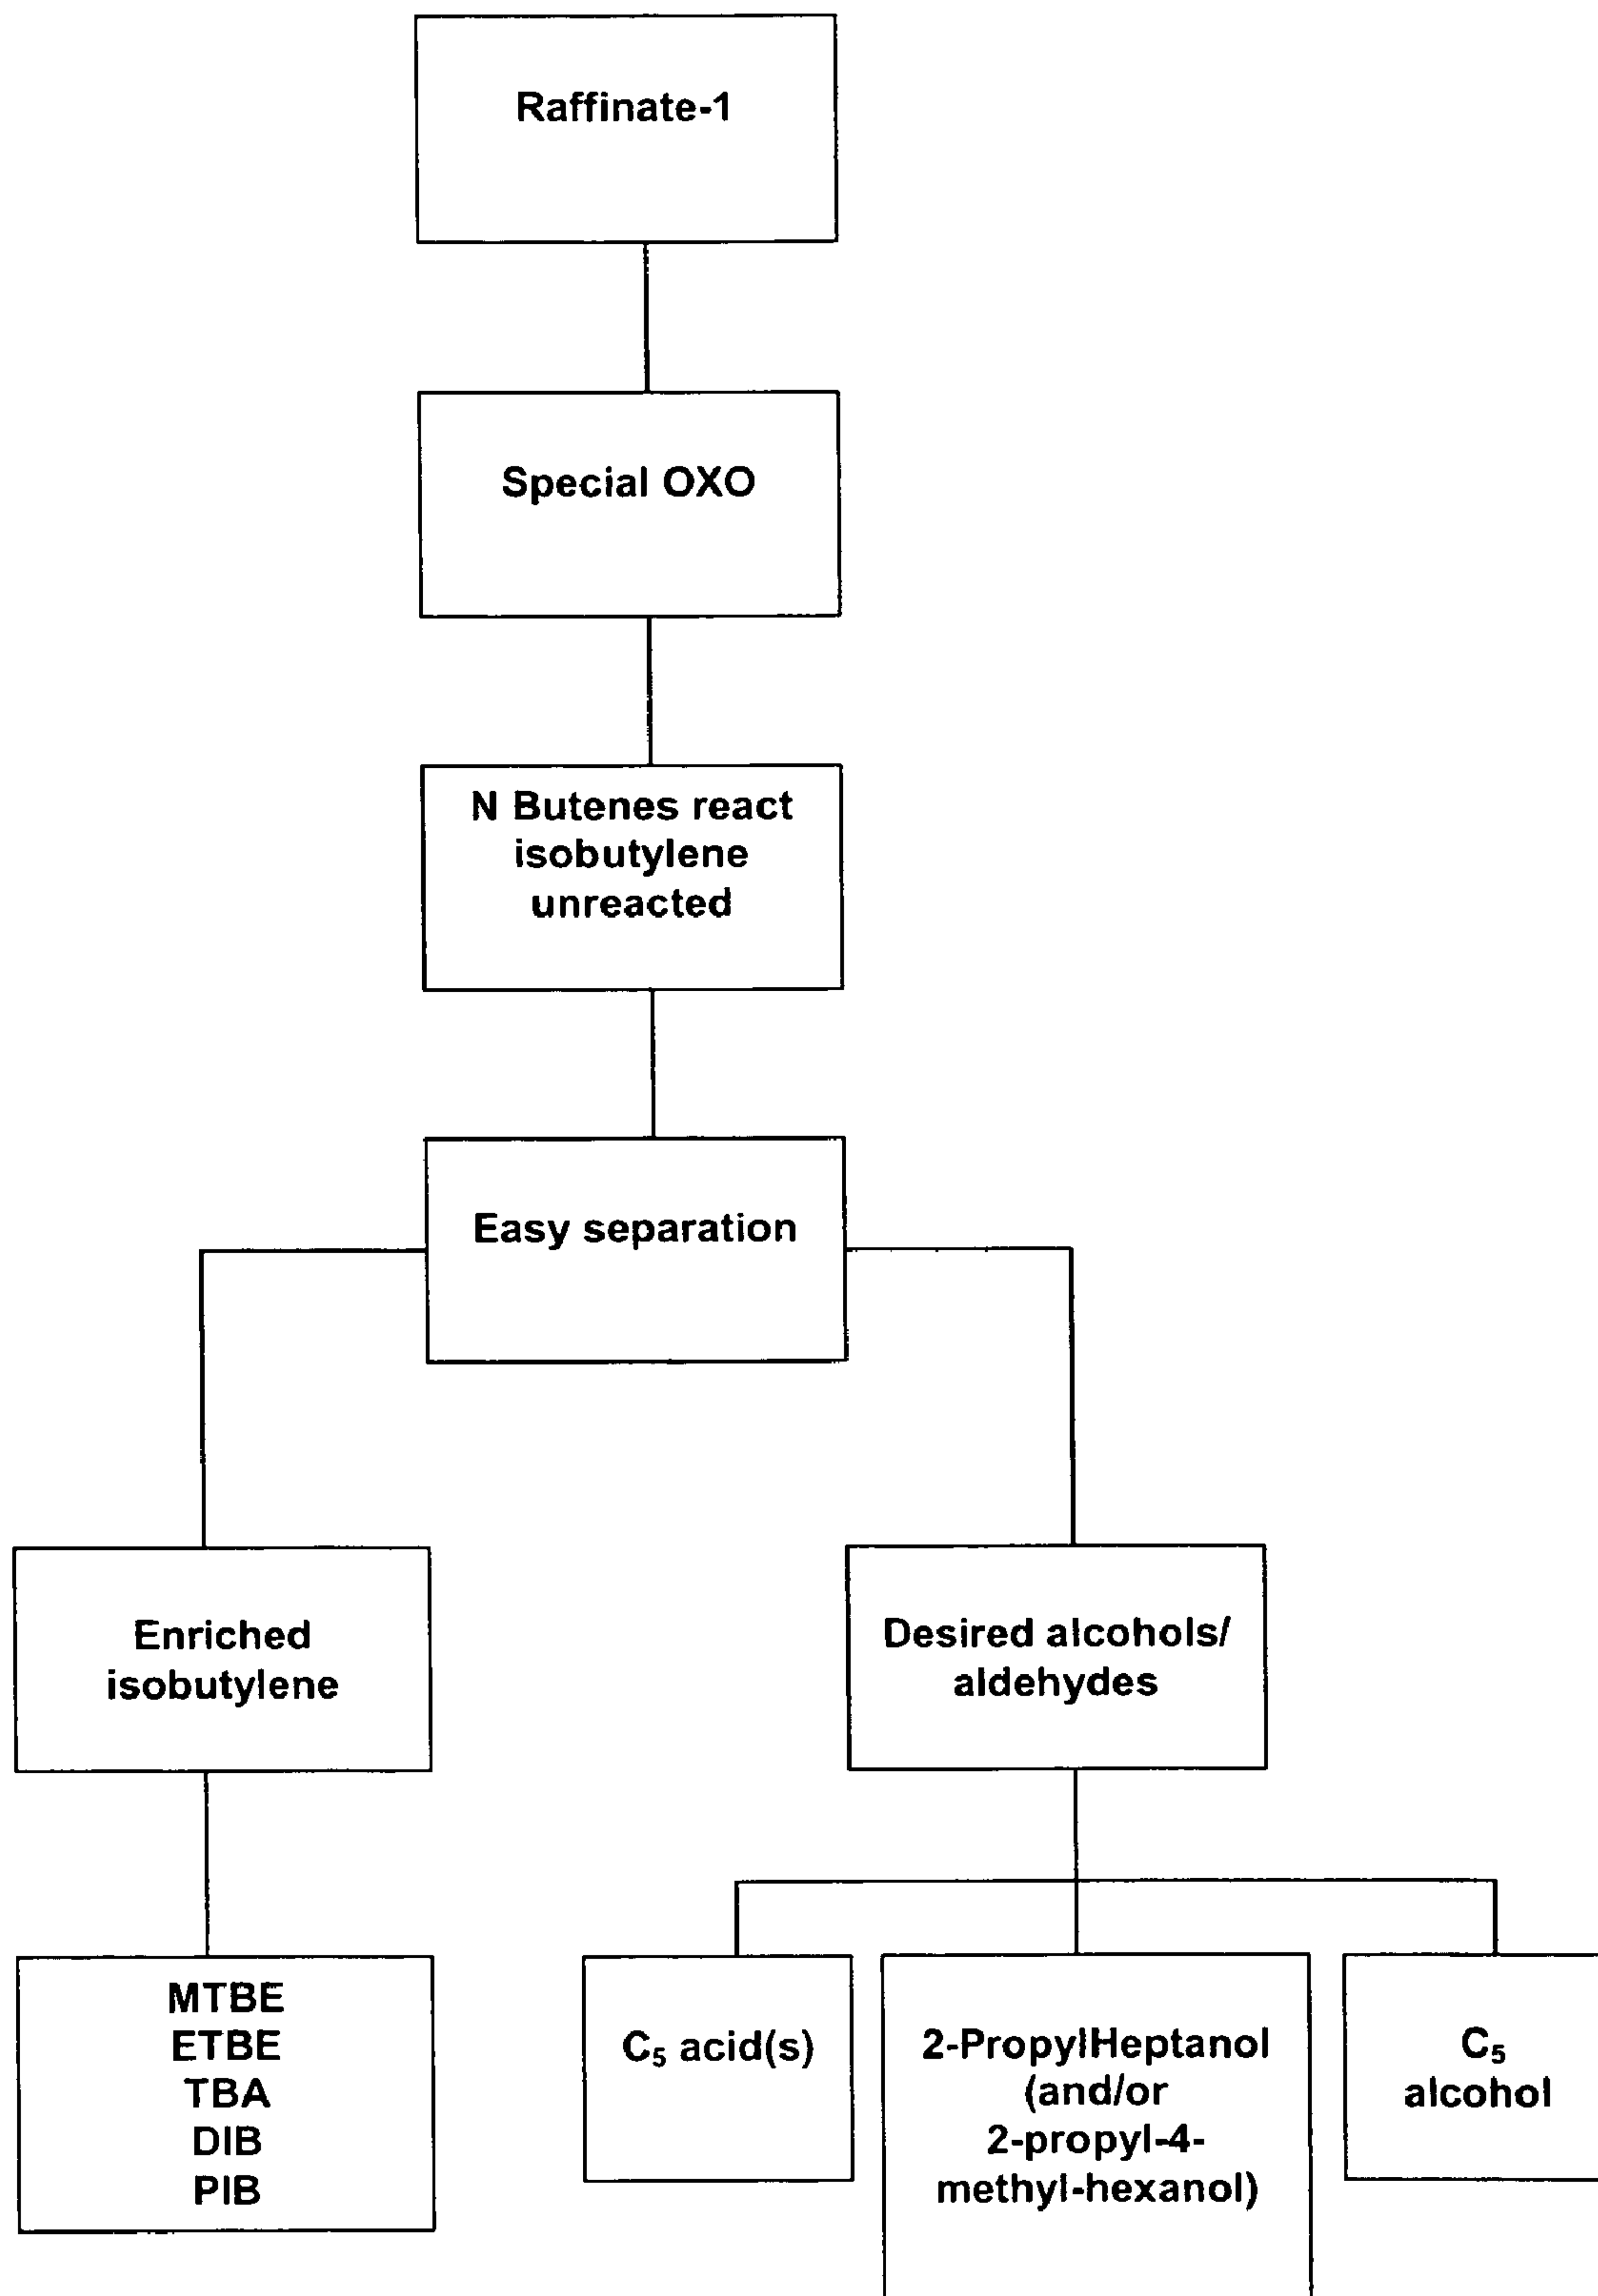 Raffinate-1
Special OXO
N Butenes react
isobutylene
unreacted
Easy separation
Enriched
isobutylene
Desired alcohols/
aldehydes
MTBE
ETBE
TBA
DIB
PIB
C₅ acid(s)
2-PropylHeptanol
(and/or
2-propyl-4-
methyl-hexanol)
C₅
alcohol